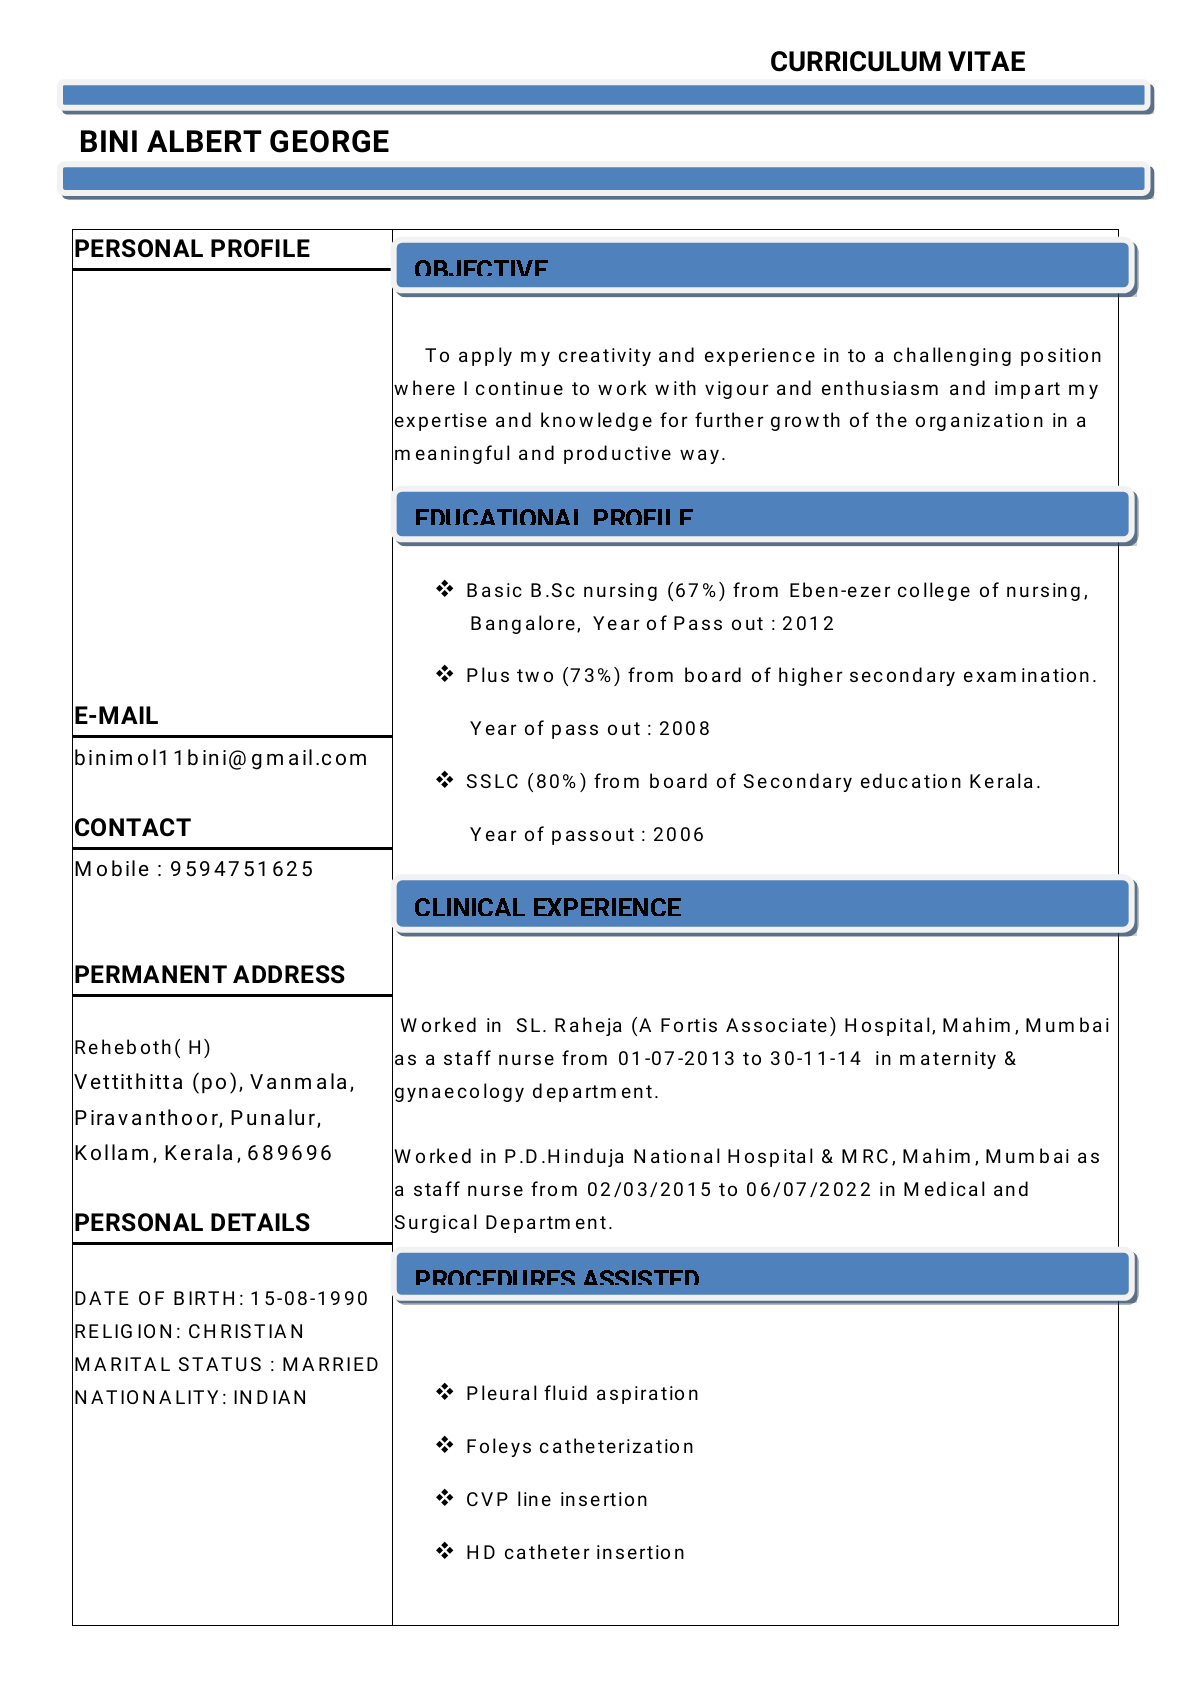 CURRICULUM VITAE
BINI ALBERT GEORGE
PERSONAL PROFILE
E-MAIL
binimol11bini@gmail.com
CONTACT
Mobile : 9594751625
PERMANENT ADDRESS
Reheboth( H)
Vettithitta (po), Vanmala,
Piravanthoor, Punalur,
Kollam, Kerala, 689696
PERSONAL DETAILS
DATE OF BIRTH: 15-08-1990
RELIGION: CHRISTIAN
MARITAL STATUS : MARRIED
NATIONALITY: INDIAN
OBJECTIVE
To apply my creativity and experience in to a challenging position
where I continue to work with vigour and enthusiasm and impart my
expertise and knowledge for further growth of the organization in a
meaningful and productive way.
EDUCATIONAL PROFILE
❖ Basic B.Sc nursing (67%) from Eben-ezer college of nursing,
Bangalore, Year of Pass out : 2012
❖ Plus two (73%) from board of higher secondary examination.
Year of pass out : 2008
❖ SSLC (80%) from board of Secondary education Kerala.
Year of passout : 2006
CLINICAL EXPERIENCE
Worked in SL. Raheja (A Fortis Associate) Hospital, Mahim, Mumbai
as a staff nurse from 01-07-2013 to 30-11-14 in maternity &
gynaecology department.
Worked in P.D.Hinduja National Hospital & MRC, Mahim, Mumbai as
a staff nurse from 02/03/2015 to 06/07/2022 in Medical and
Surgical Department.
PROCEDURES ASSISTED
❖ Pleural fluid aspiration
❖ Foleys catheterization
❖ CVP line insertion
❖ HD catheter insertion